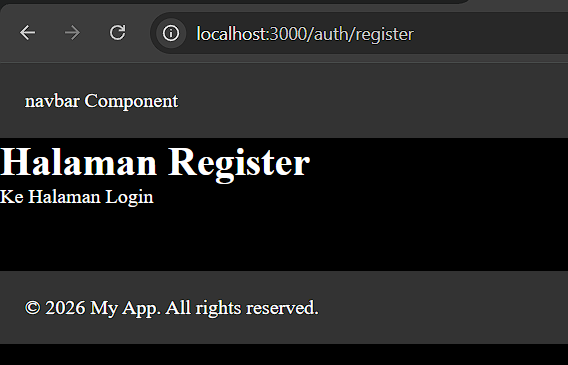 localhost:3000/auth/register
navbar Component
Halaman Register
Ke Halaman Login
© 2026 My App. All rights reserved.